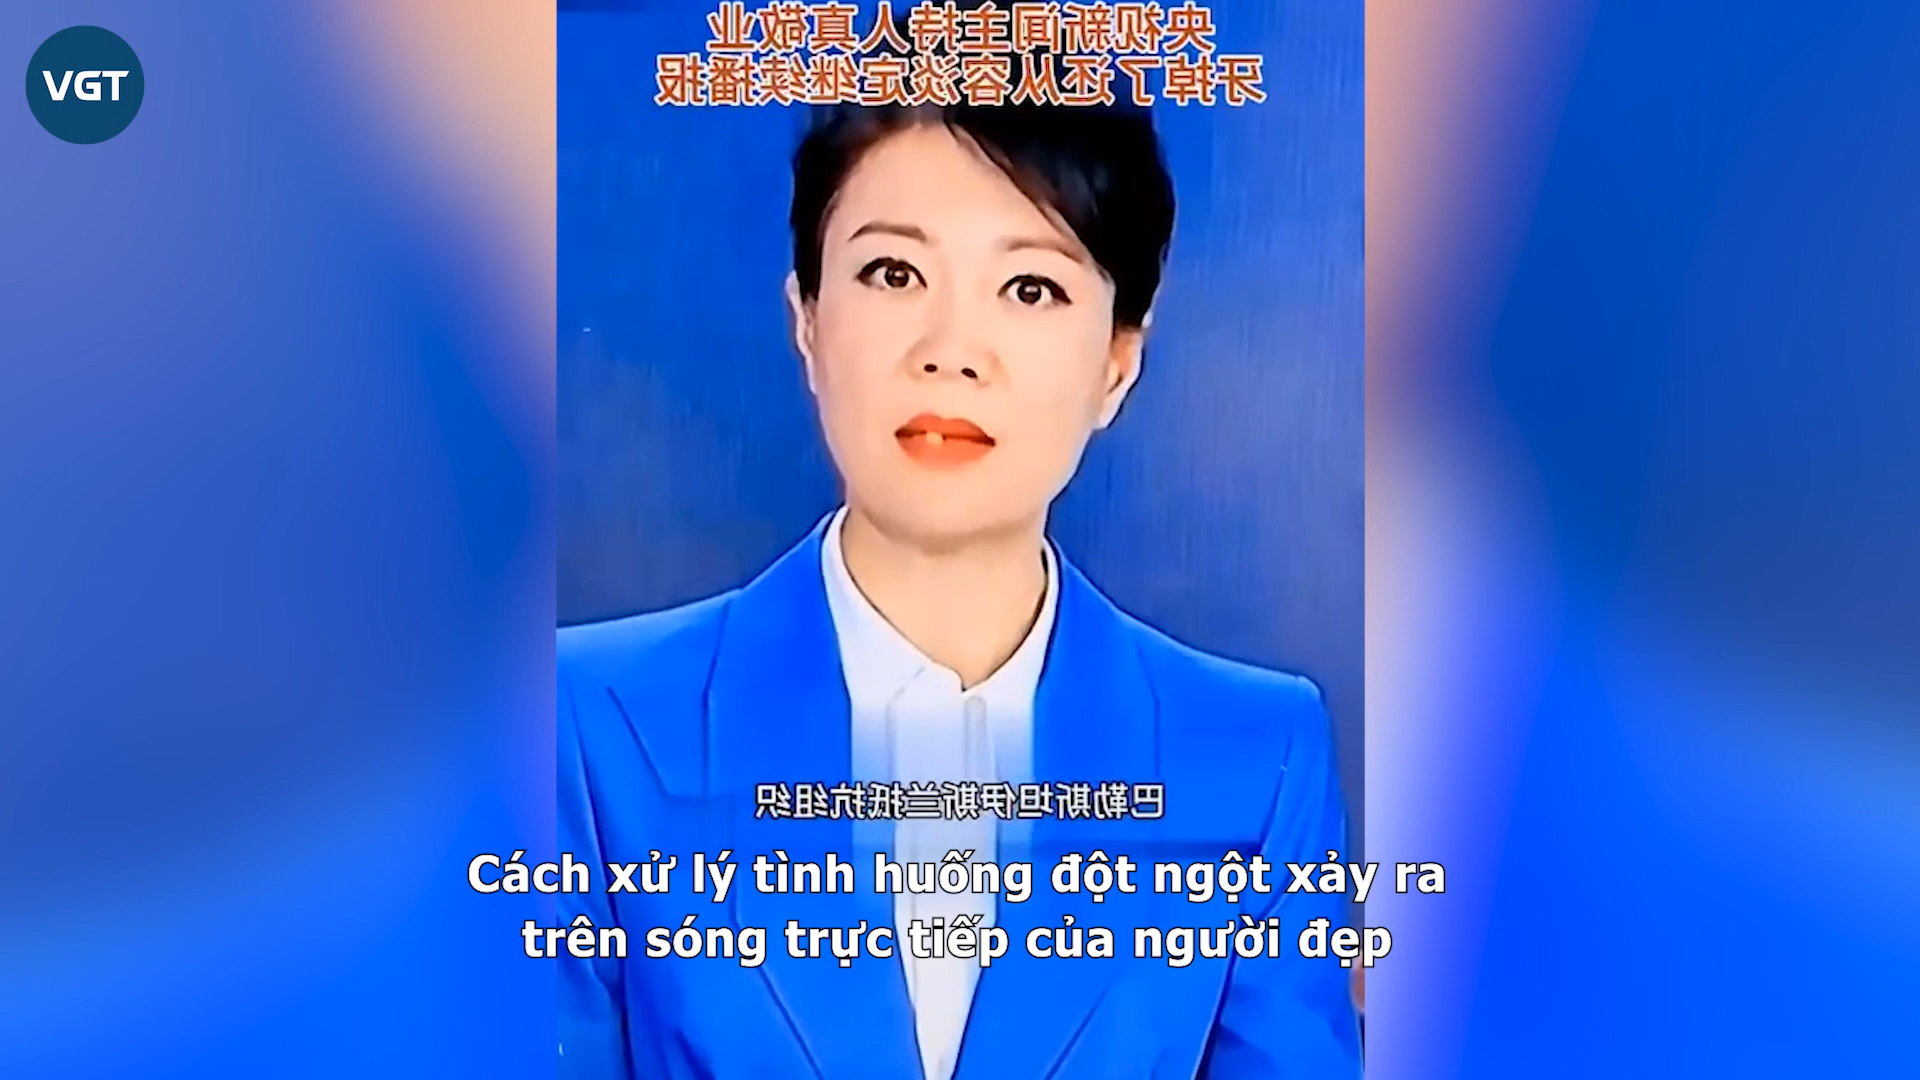 VGT
央视新闻主持人真敬业
牙掉了还从容淡定继续播报
巴勒斯坦伊斯兰抵抗组织
Cách xử lý tình huống đột ngột xảy ra
trên sóng trực tiếp của người đẹp